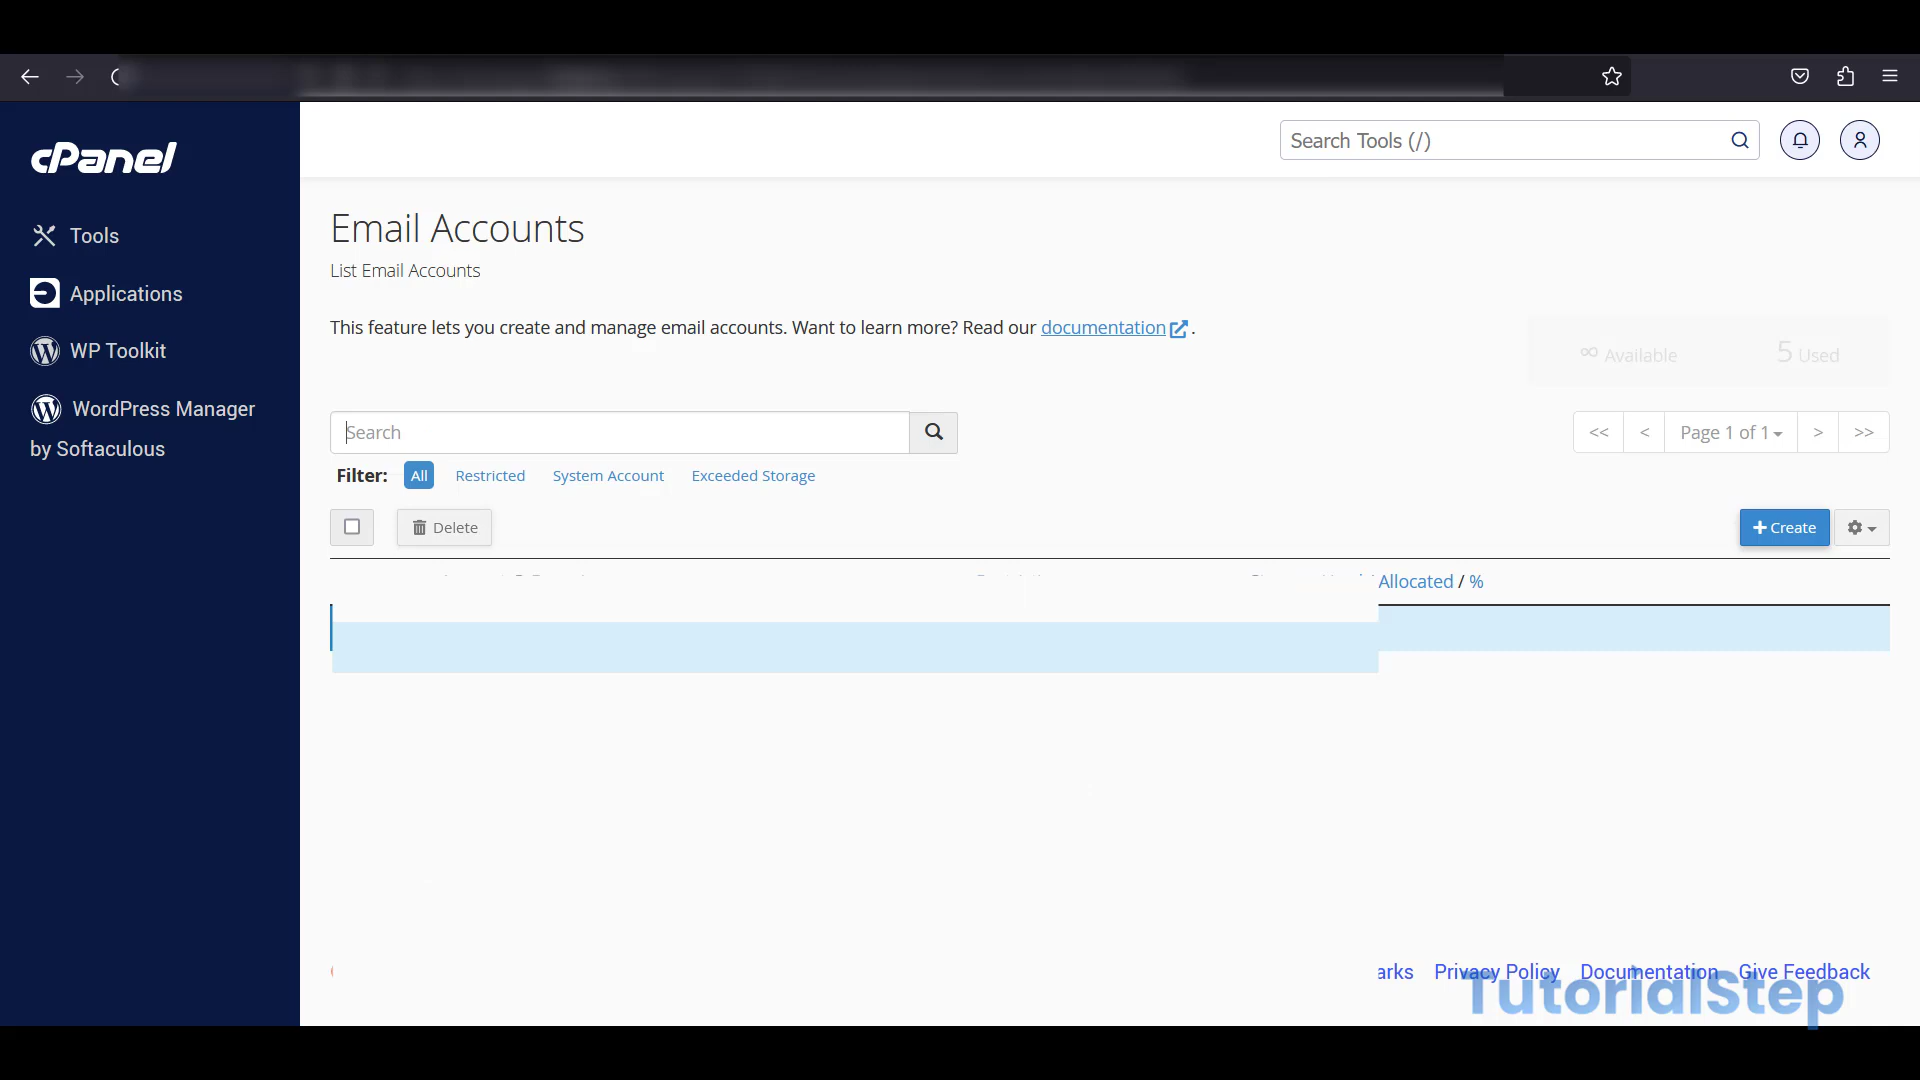 cPanel
Search Tools (/)
Tools
Applications
WP Toolkit
WordPress Manager
by Softaculous
Email Accounts
List Email Accounts
This feature lets you create and manage email accounts. Want to learn more? Read our documentation .
∞ Available 5 Used
Search
<< < Page 1 of 1 > >>
Filter: All Restricted System Account Exceeded Storage
Delete
+ Create
Allocated / %
arks Privacy Policy Documentation Give Feedback
TutorialStep